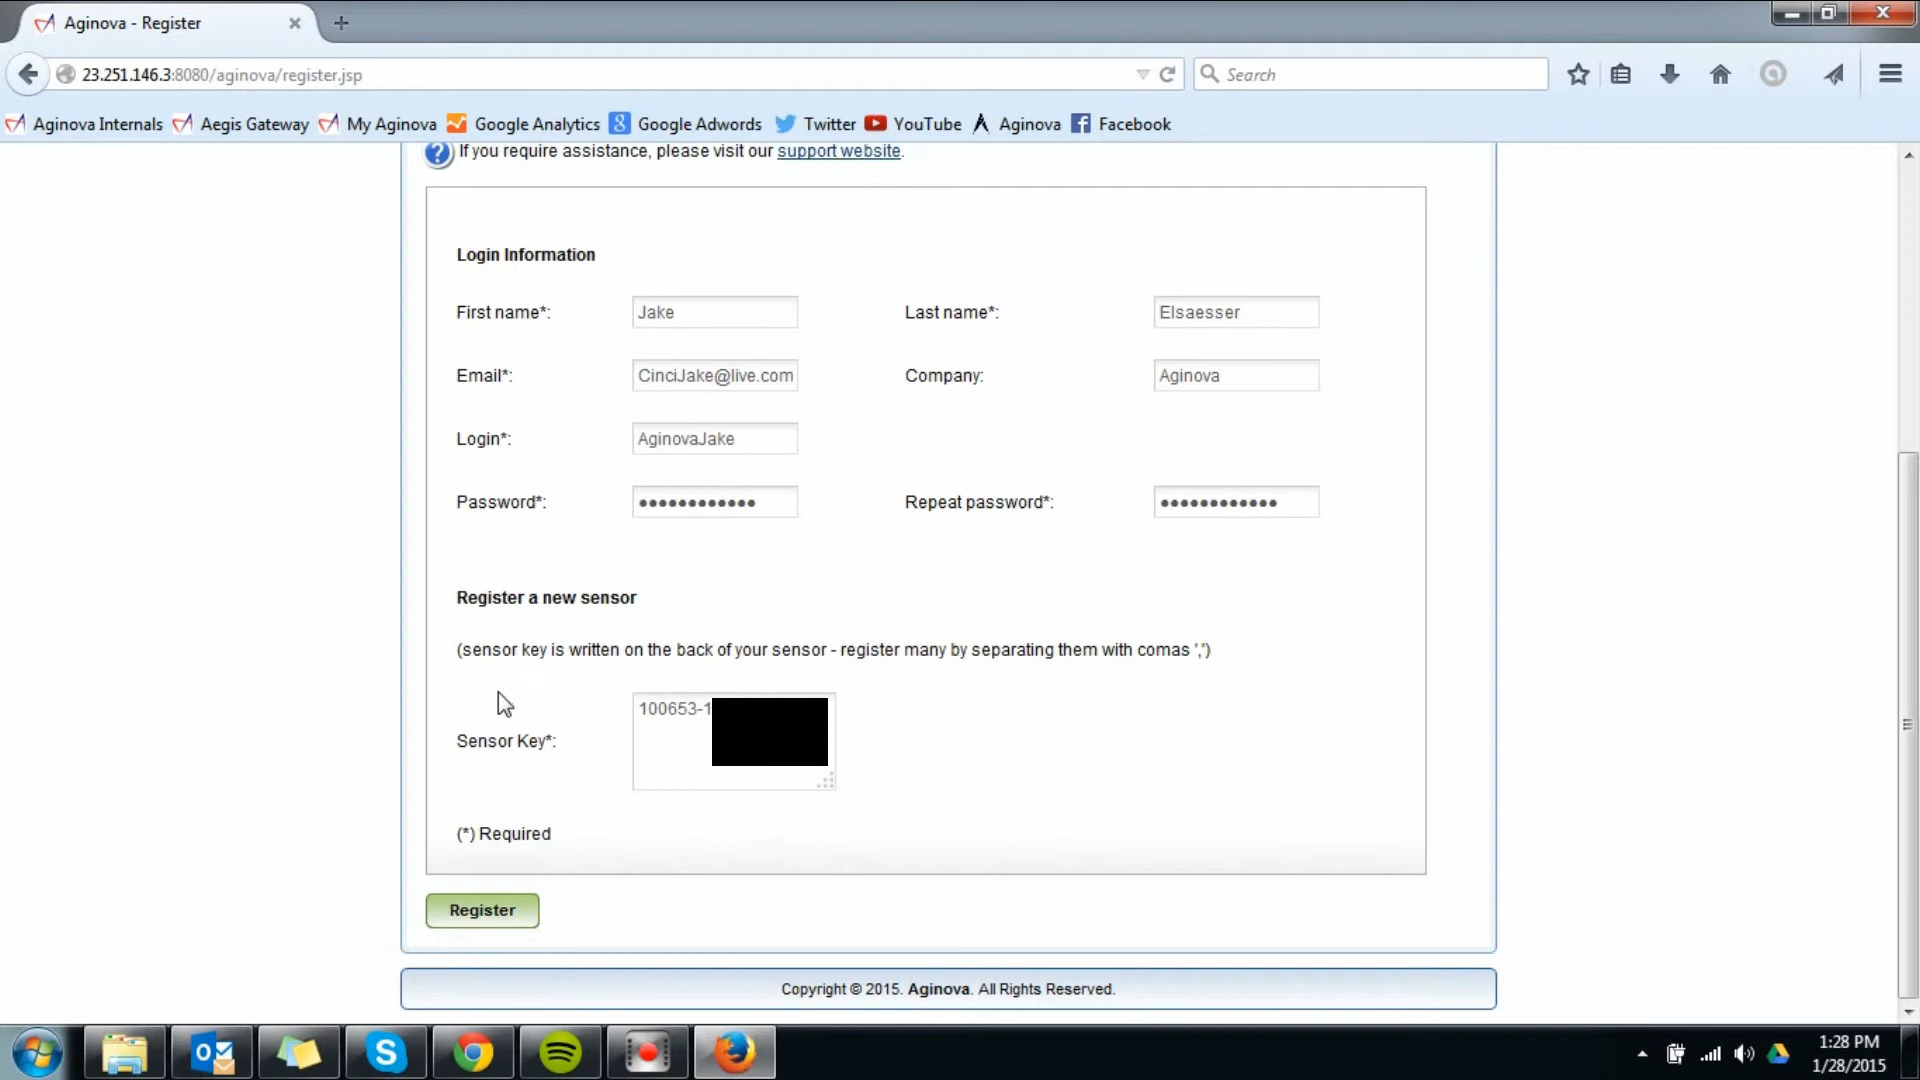 Aginova - Register
23.251.146.3:8080/aginova/register.jsp
Search
Aginova Internals
Aegis Gateway
My Aginova
Google Analytics
Google Adwords
Twitter
YouTube
Aginova
Facebook
If you require assistance, please visit our support website.
Login Information
First name*: Jake Last name*: Elsaesser
Email*: CinciJake@live.com Company: Aginova
Login*: AginovaJake
Password*: ●●●●●●●●●●●● Repeat password*: ●●●●●●●●●●●●
Register a new sensor
(sensor key is written on the back of your sensor - register many by separating them with comas ',')
Sensor Key*: 100653-1
(*) Required
Register
Copyright © 2015. Aginova. All Rights Reserved.
1:28 PM
1/28/2015